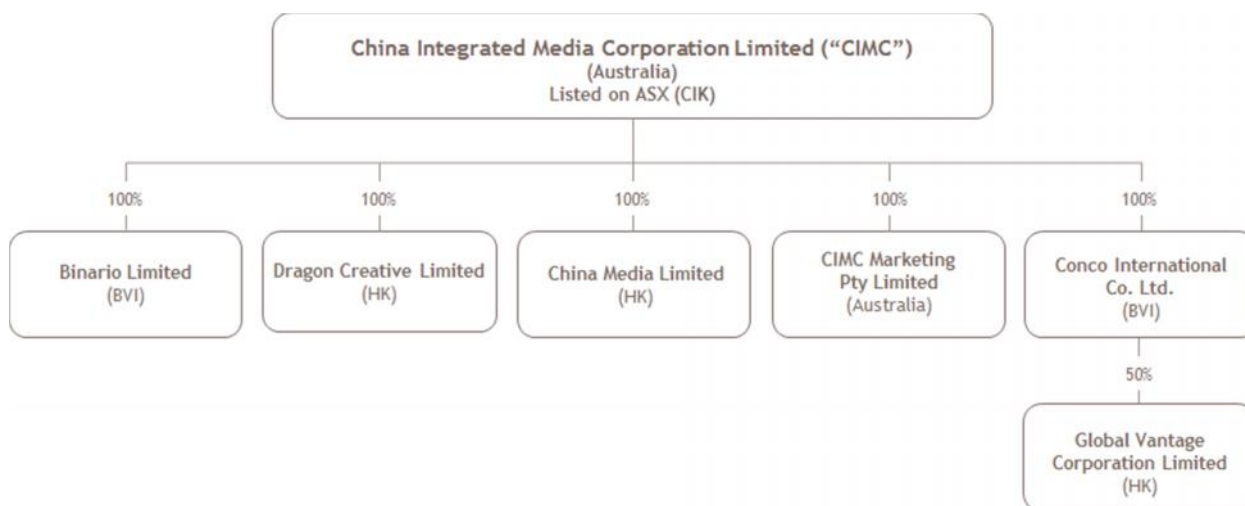 China Integrated Media Corporation Limited (“CIMC”)
(Australia)
Listed on ASX (CIK)
100%
100%
100%
100%
100%
Binario Limited
(BVI)
Dragon Creative Limited
(HK)
China Media Limited
(HK)
CIMC Marketing
Pty Limited
(Australia)
Conco International
Co. Ltd.
(BVI)
50%
Global Vantage
Corporation Limited
(HK)